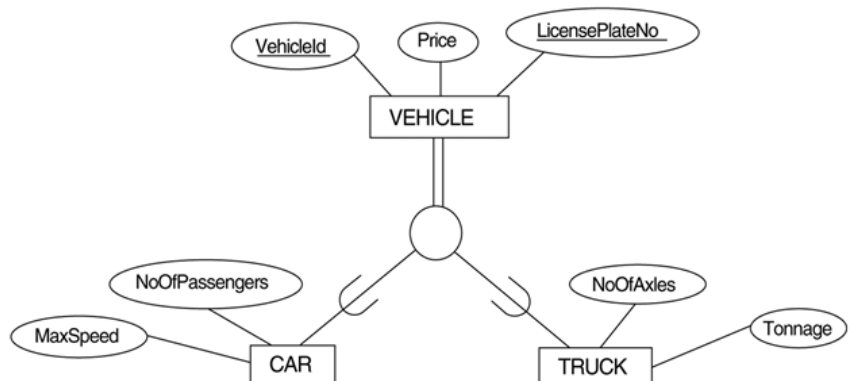 VehicleId
Price
LicensePlateNo
VEHICLE
NoOfPassengers
NoOfAxles
MaxSpeed
Tonnage
CAR
TRUCK